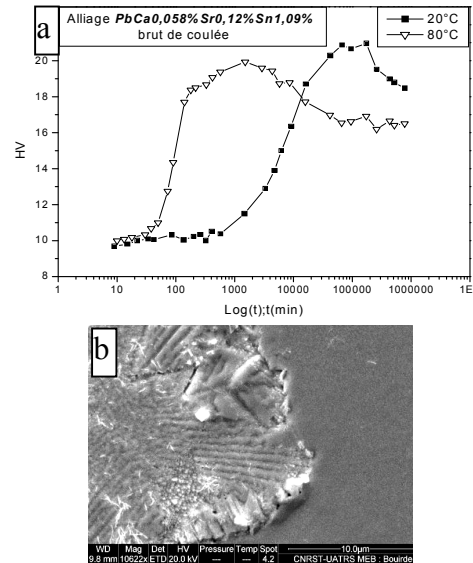 a
Alliage PbCa0,058%Sr0,12%Sn1,09%
brut de coulée
20°C
80°C
20
18
16
14
12
10
8
HV
1 10 100 1000 10000 100000 1000000 1E
Log(t);t(min)
b
WD Mag Det HV Pressure Temp Spot 10.0µm
9.8 mm 10622x ETD 20.0 kV --- --- 4.2 CNRST-UATRS MEB : Bouirde